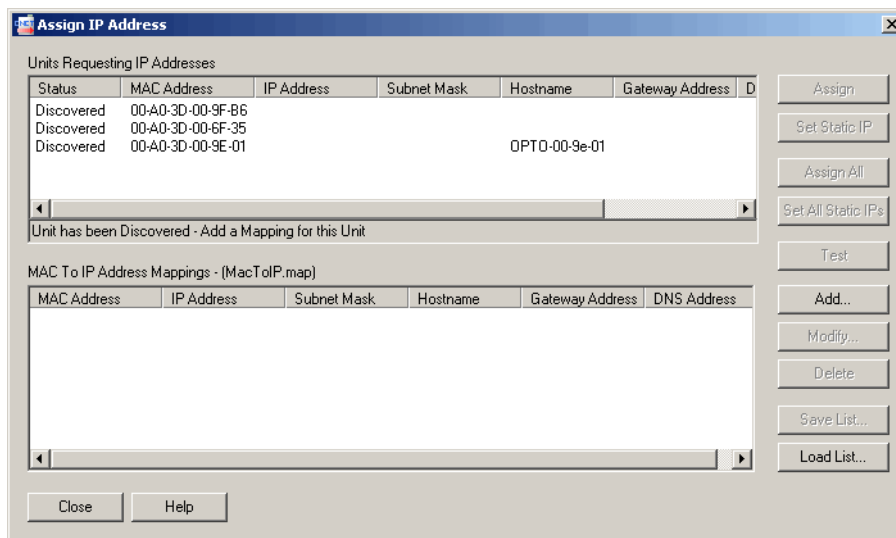 Assign IP Address
Units Requesting IP Addresses
Status MAC Address IP Address Subnet Mask Hostname Gateway Address D
Discovered 00-A0-3D-00-9F-B6
Discovered 00-A0-3D-00-6F-35
Discovered 00-A0-3D-00-9E-01 OPTO-00-9e-01
Unit has been Discovered - Add a Mapping for this Unit
MAC To IP Address Mappings - (MacToIP.map)
MAC Address IP Address Subnet Mask Hostname Gateway Address DNS Address
Assign
Set Static IP
Assign All
Set All Static IPs
Test
Add...
Modify...
Delete
Save List...
Load List...
Close Help